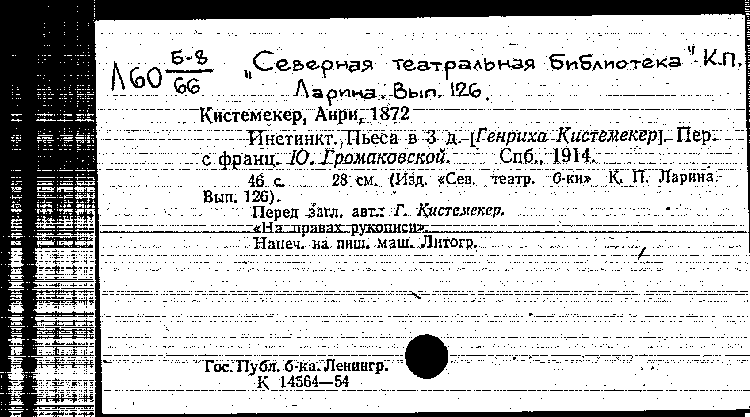 Л60 Б-8/66 "Северная театральная библиотека" К.П.
Ларина. Вып. 126.
Кистемекер, Анри, 1872
Инстинкт. Пьеса в 3 д. [Генриха Кистемекер]. Пер.
с франц. Ю. Громаковской. Спб., 1914.
46 с. 28 см. (Изд. «Сев. театр. б-ки» К. П. Ларина.
Вып. 126).
Перед загл. авт.: Г. Кистемекер.
«На правах рукописи».
Напеч. на пиш. маш. Литогр.
Гос. Публ. б-ка. Ленингр.
К 14564—54